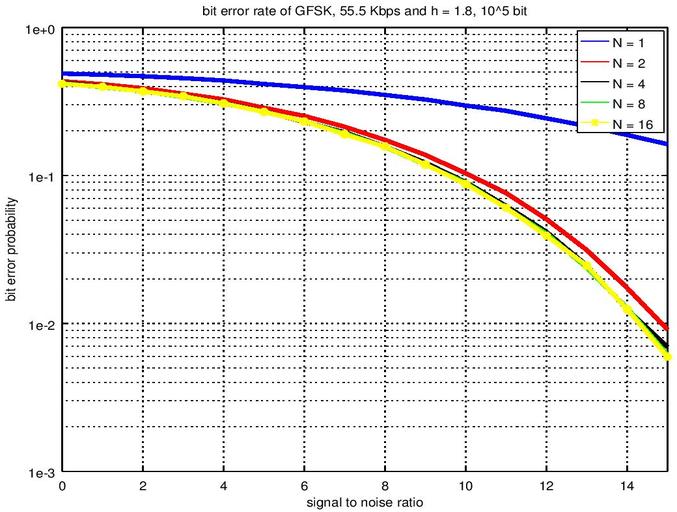 bit error rate of GFSK, 55.5 Kbps and h = 1.8, 10^5 bit
1e+0
N = 1
N = 2
N = 4
N = 8
N = 16
1e-1
bit error probability
1e-2
1e-3
0 2 4 6 8 10 12 14
signal to noise ratio